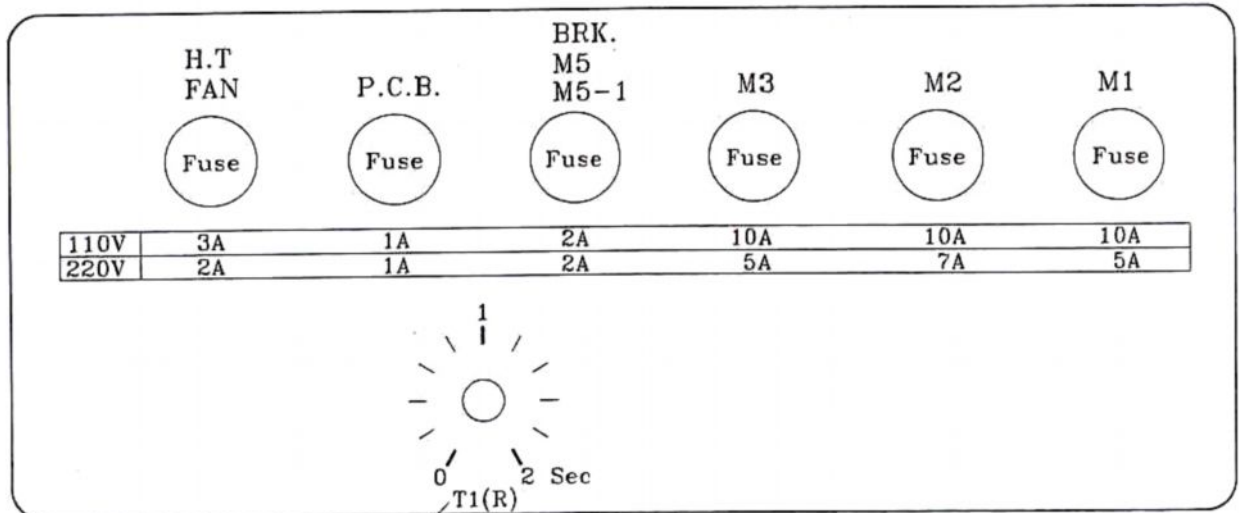 H.T
FAN
P.C.B.
BRK.
M5
M5-1
M3
M2
M1
Fuse Fuse Fuse Fuse Fuse Fuse
110V 3A 1A 2A 10A 10A 10A
220V 2A 1A 2A 5A 7A 5A
1
0 2 Sec
T1(R)